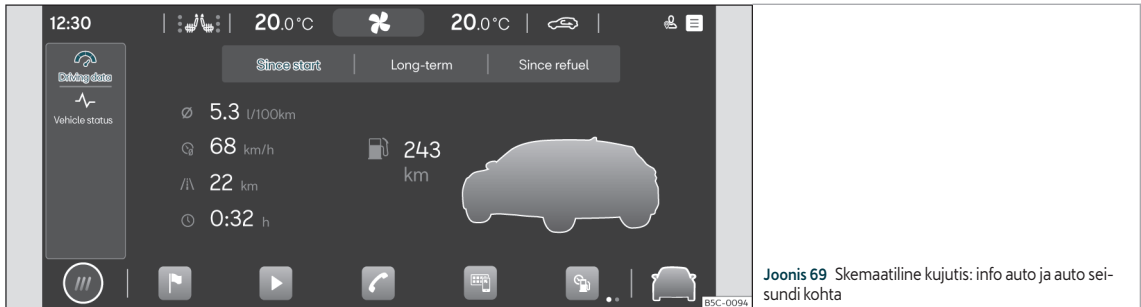 12:30 20.0°C 20.0°C
Driving data
Vehicle status
Since start Long-term Since refuel
Ø 5.3 l/100km
68 km/h
22 km
0:32 h
243
km
B5C-0094
Joonis 69 Skemaatiline kujutis: info auto ja auto sei-
sundi kohta